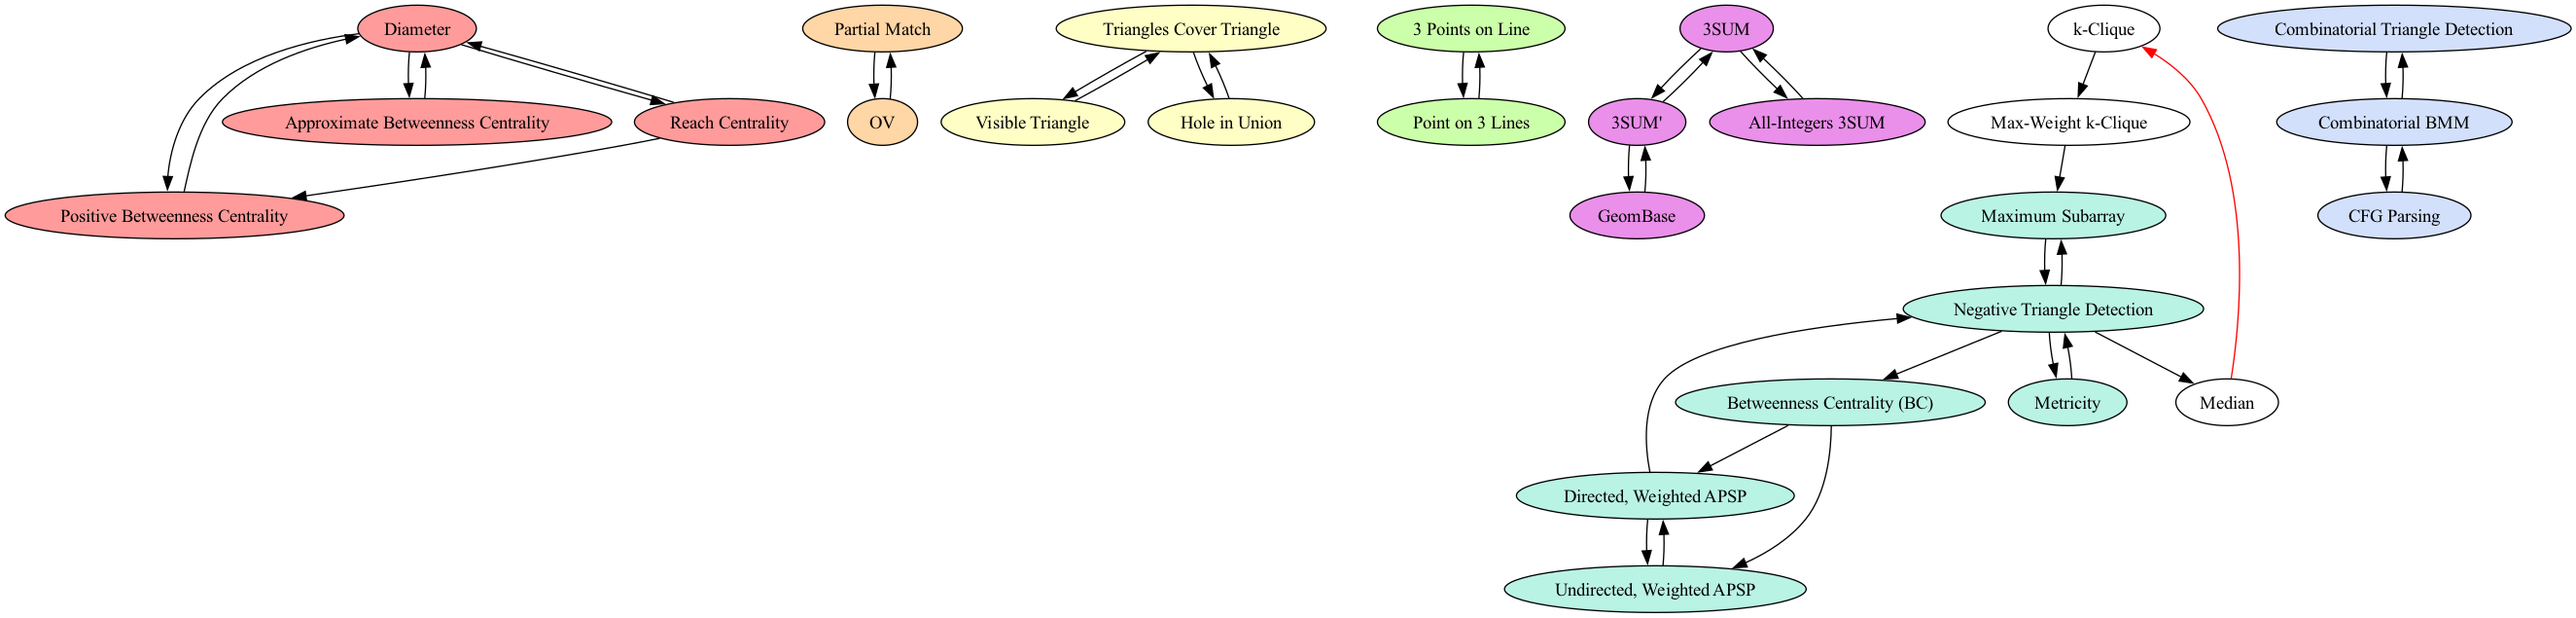 Diameter
Partial Match
Triangles Cover Triangle
3 Points on Line
3SUM
k-Clique
Combinatorial Triangle Detection
Approximate Betweenness Centrality
Reach Centrality
OV
Visible Triangle
Hole in Union
Point on 3 Lines
3SUM'
All-Integers 3SUM
Max-Weight k-Clique
Combinatorial BMM
Positive Betweenness Centrality
GeomBase
Maximum Subarray
CFG Parsing
Negative Triangle Detection
Betweenness Centrality (BC)
Metricity
Median
Directed, Weighted APSP
Undirected, Weighted APSP